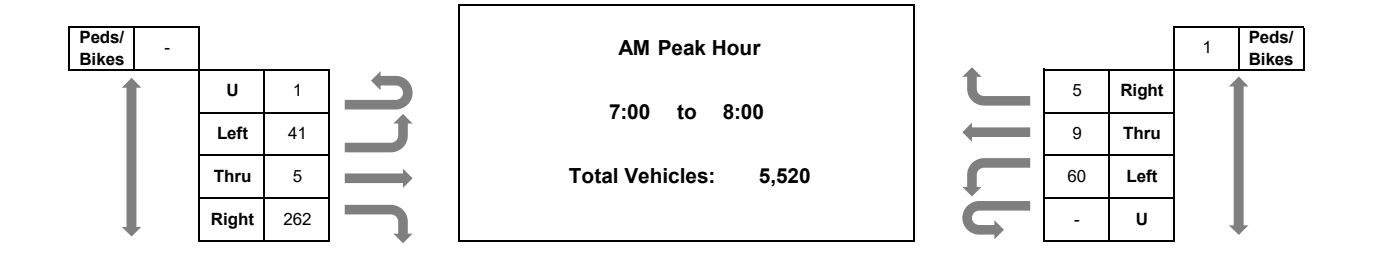 Peds/
Bikes -
U 1
Left 41
Thru 5
Right 262
AM Peak Hour
7:00 to 8:00
Total Vehicles: 5,520
1 Peds/
Bikes
5 Right
9 Thru
60 Left
- U